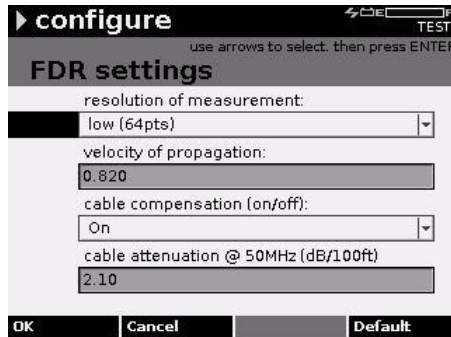 configure
E F
TEST
use arrows to select. then press ENTER
FDR settings
resolution of measurement:
low (64pts)
velocity of propagation:
0.820
cable compensation (on/off):
On
cable attenuation @ 50MHz (dB/100ft)
2.10
OK Cancel Default